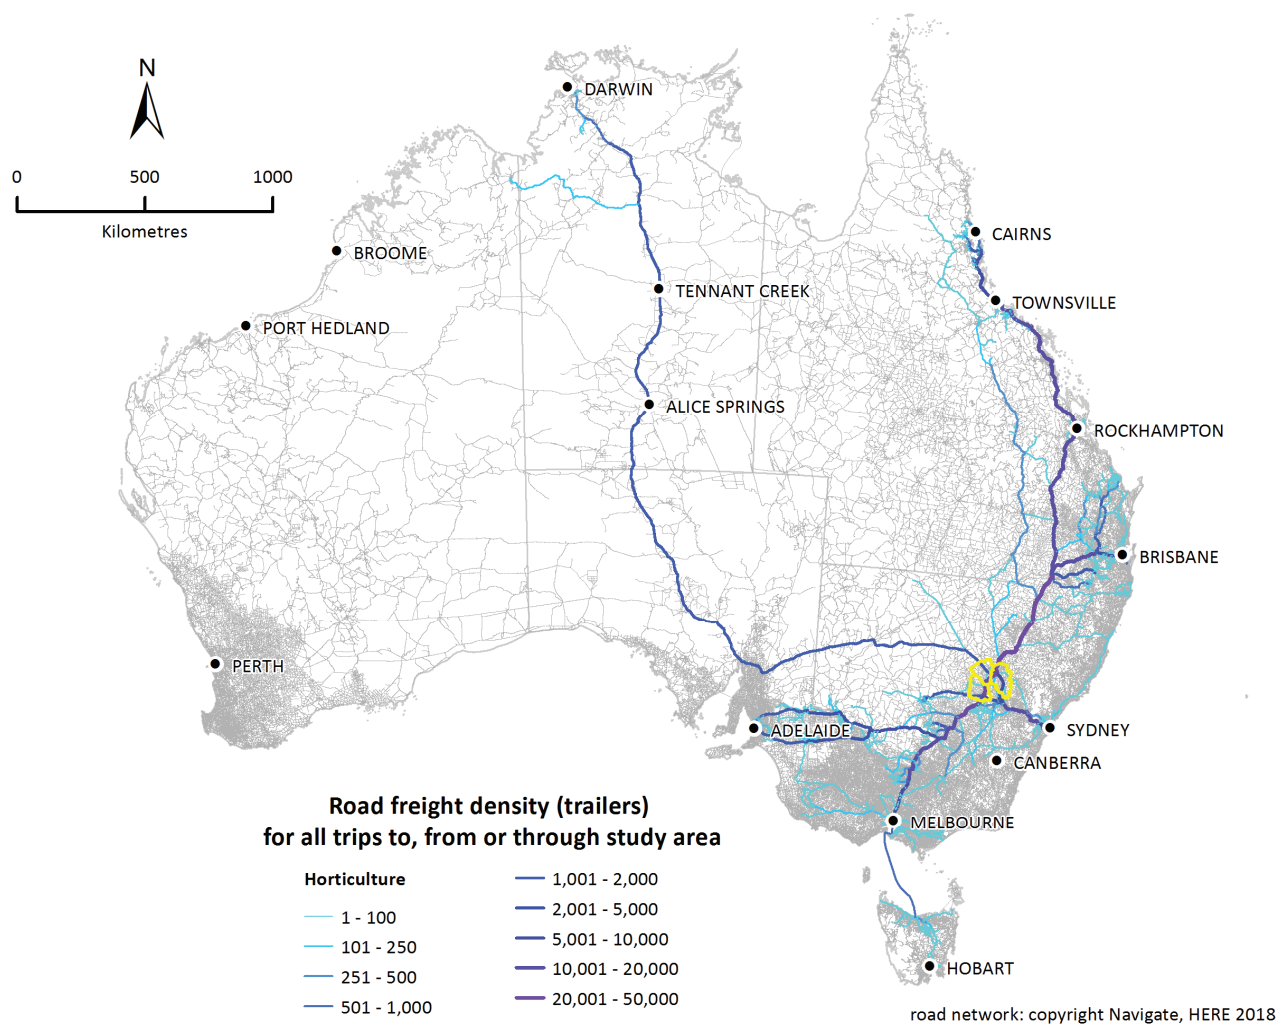 N
DARWIN
0 500 1000
Kilometres
CAIRNS
BROOME
TENNANT CREEK
TOWNSVILLE
PORT HEDLAND
ALICE SPRINGS
ROCKHAMPTON
BRISBANE
PERTH
ADELAIDE
SYDNEY
CANBERRA
MELBOURNE
HOBART
Road freight density (trailers)
for all trips to, from or through study area
Horticulture
1 - 100
101 - 250
251 - 500
501 - 1,000
1,001 - 2,000
2,001 - 5,000
5,001 - 10,000
10,001 - 20,000
20,001 - 50,000
road network: copyright Navigate, HERE 2018